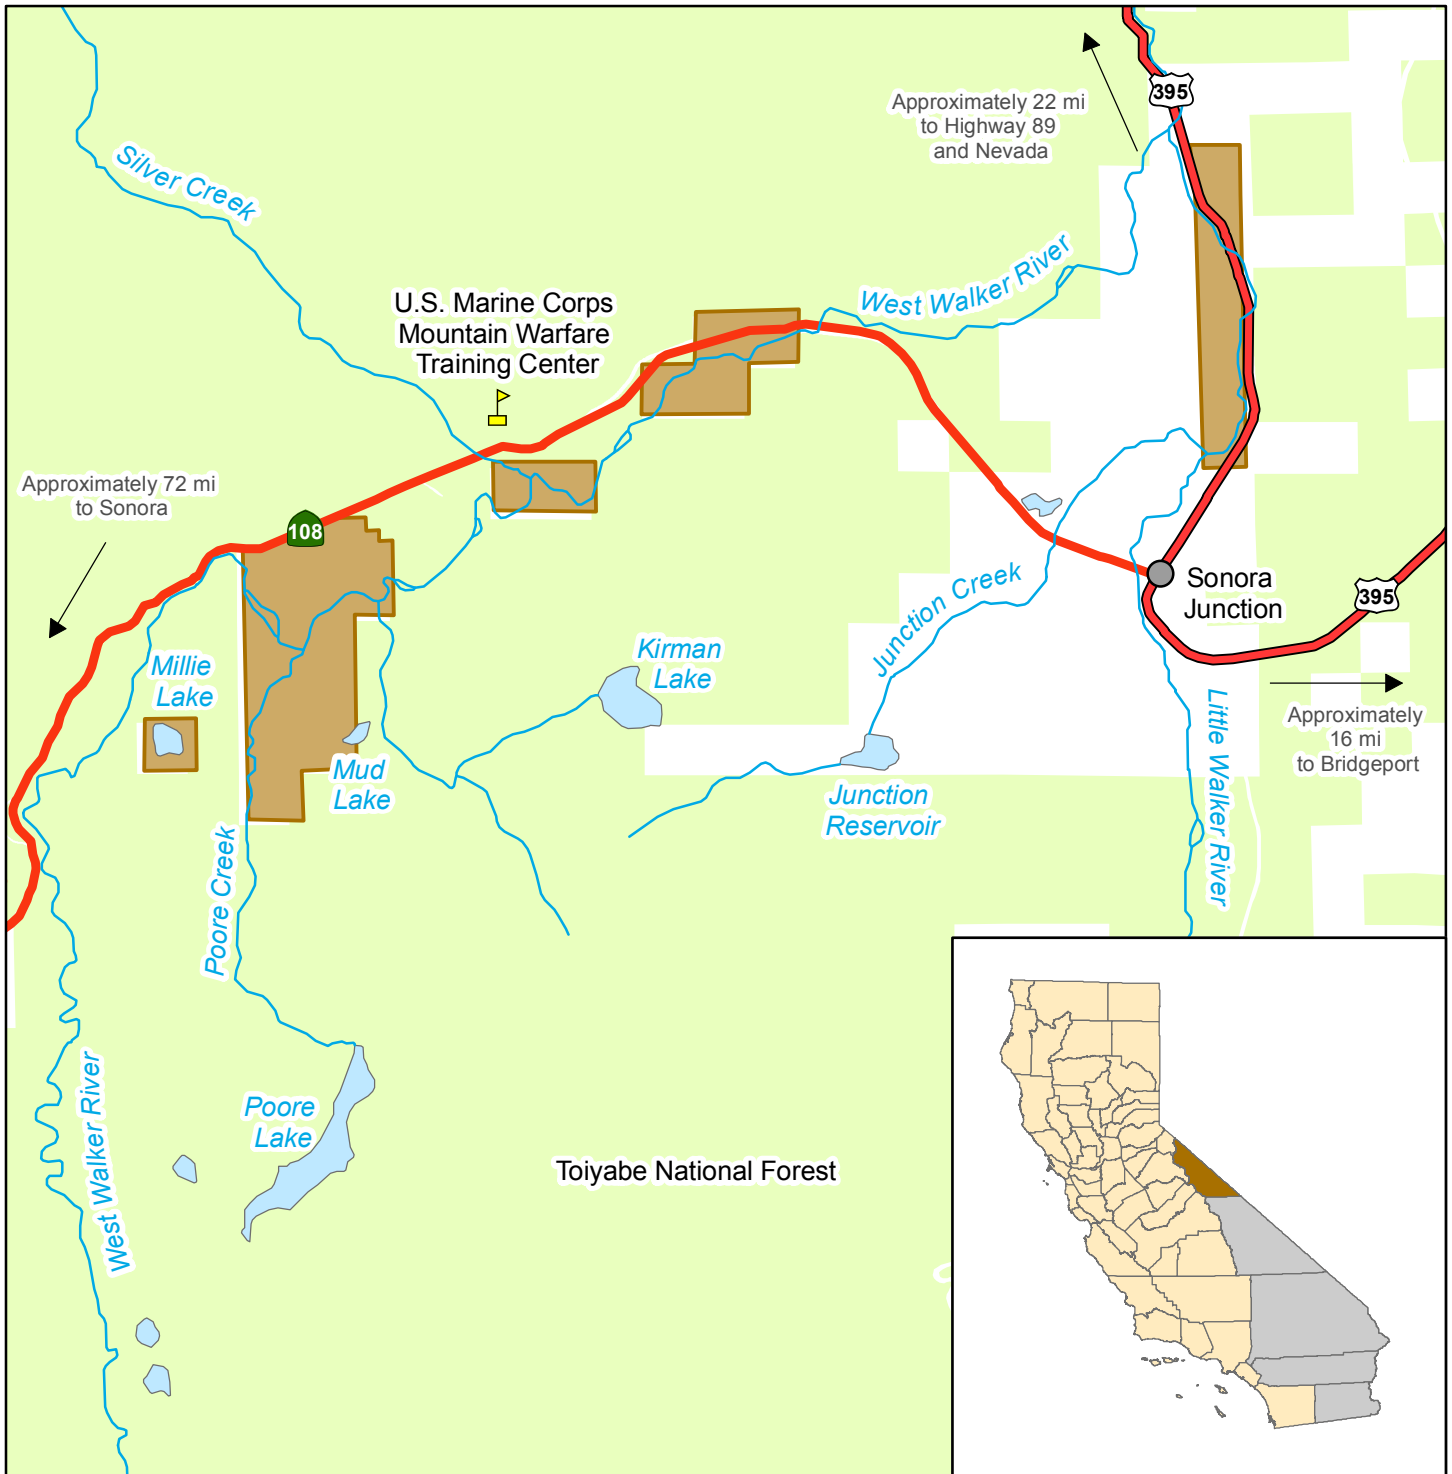 395
Approximately 22 mi
to Highway 89
and Nevada
Silver Creek
West Walker River
U.S. Marine Corps
Mountain Warfare
Training Center
Approximately 72 mi
to Sonora
108
Junction Creek
Sonora
Junction
395
Millie
Lake
Kirman
Lake
Little Walker River
Approximately
16 mi
to Bridgeport
Mud
Lake
Junction
Reservoir
Poore Creek
West Walker River
Poore
Lake
Toiyabe National Forest